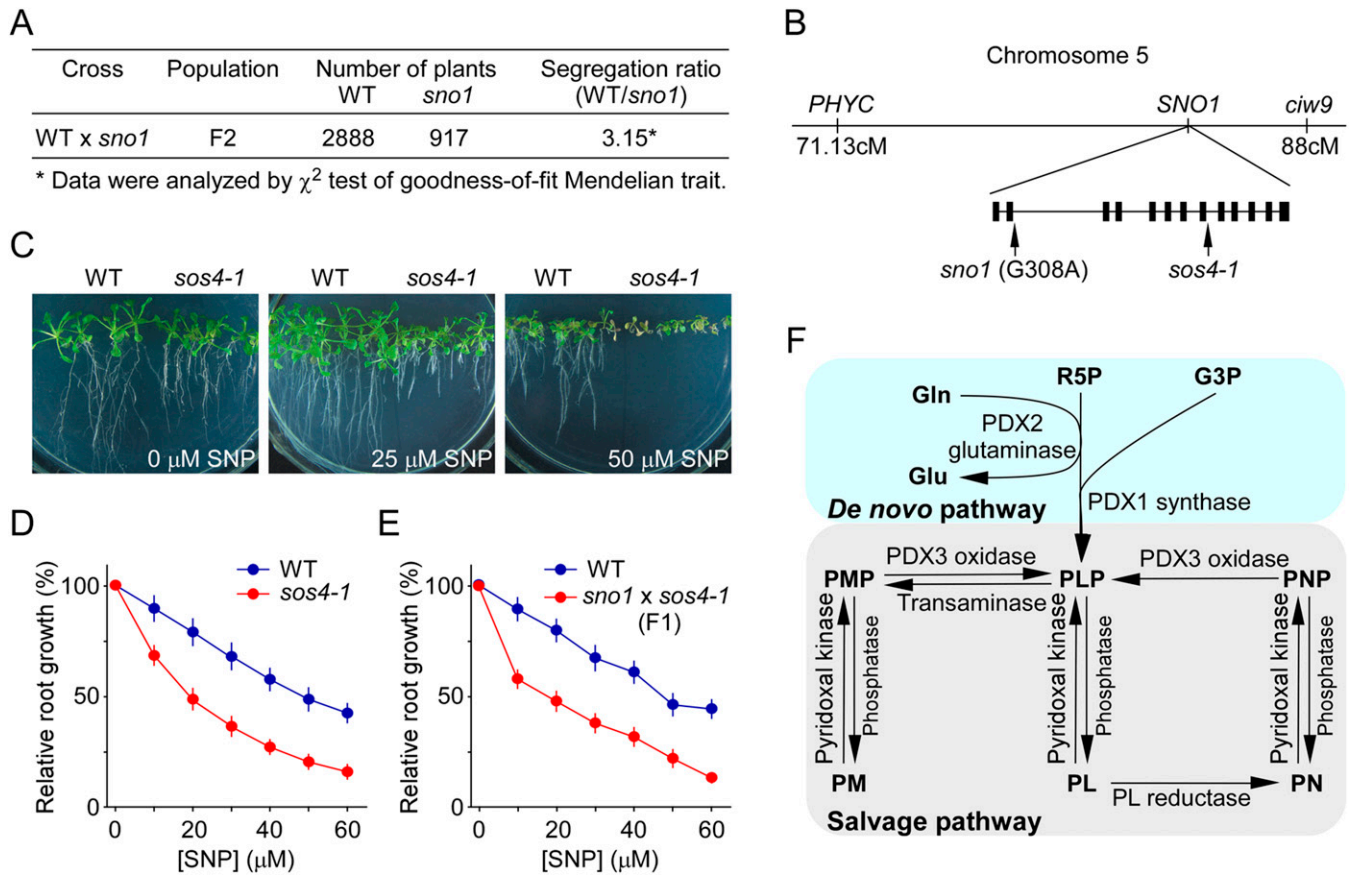 A
Cross Population Number of plants Segregation ratio
WT sno1 (WT/sno1)
WT x sno1 F2 2888 917 3.15*
* Data were analyzed by χ2 test of goodness-of-fit Mendelian trait.
B
Chromosome 5
PHYC SNO1 ciw9
71.13cM 88cM
sno1 (G308A) sos4-1
C
WT sos4-1 WT sos4-1 WT sos4-1
0 μM SNP 25 μM SNP 50 μM SNP
D
Relative root growth (%)
100
50
0
WT
sos4-1
0 20 40 60
[SNP] (μM)
E
Relative root growth (%)
100
50
0
WT
sno1 x sos4-1
(F1)
0 20 40 60
[SNP] (μM)
F
R5P G3P
Gln
PDX2
glutaminase
Glu
PDX1 synthase
De novo pathway
PDX3 oxidase PDX3 oxidase
PMP PLP PNP
Transaminase
Pyridoxal kinase Phosphatase Pyridoxal kinase Phosphatase Pyridoxal kinase Phosphatase
PM PL PN
PL reductase
Salvage pathway